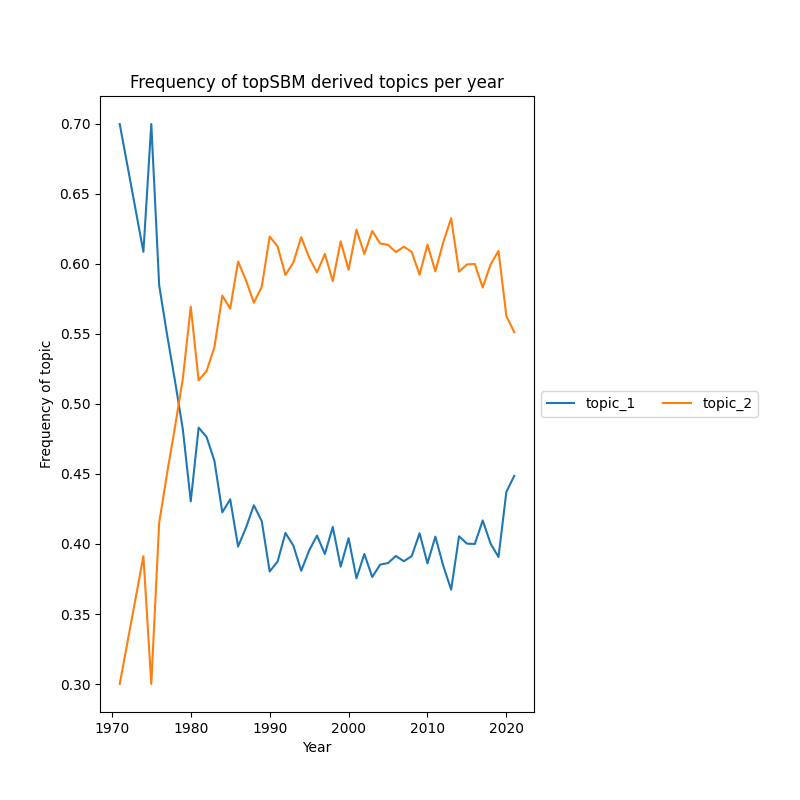 Frequency of topSBM derived topics per year
0.70
0.65
0.60
0.55
0.50
0.45
0.40
0.35
0.30
Frequency of topic
1970 1980 1990 2000 2010 2020
Year
topic_1 topic_2